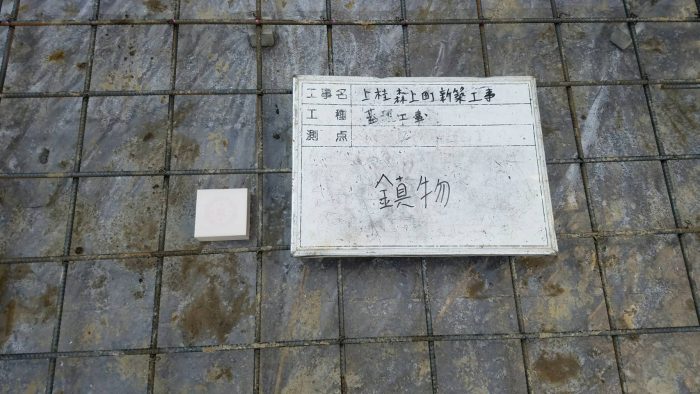 工事名 上桂森上町新築工事
工種 基礎工事
測点
鎮物